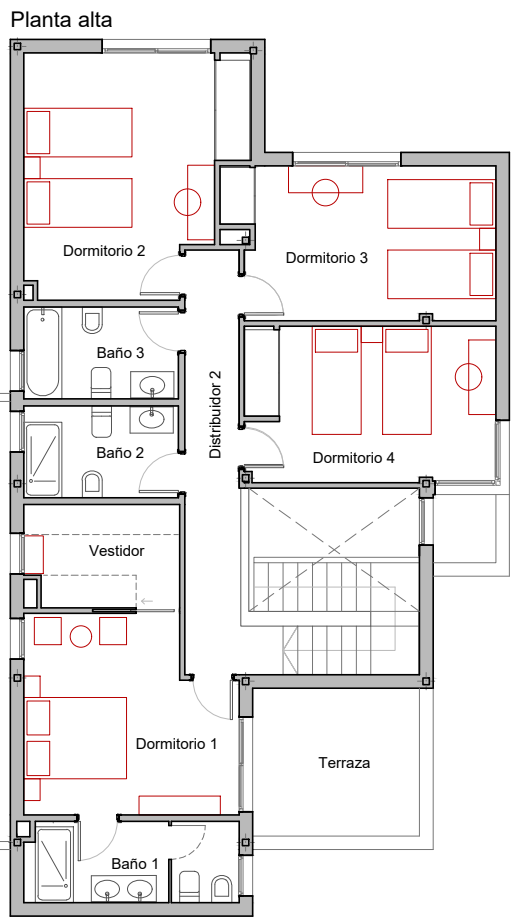 Planta alta
Dormitorio 2
Dormitorio 3
Baño 3
Distribuidor 2
Baño 2
Dormitorio 4
Vestidor
Dormitorio 1
Terraza
Baño 1